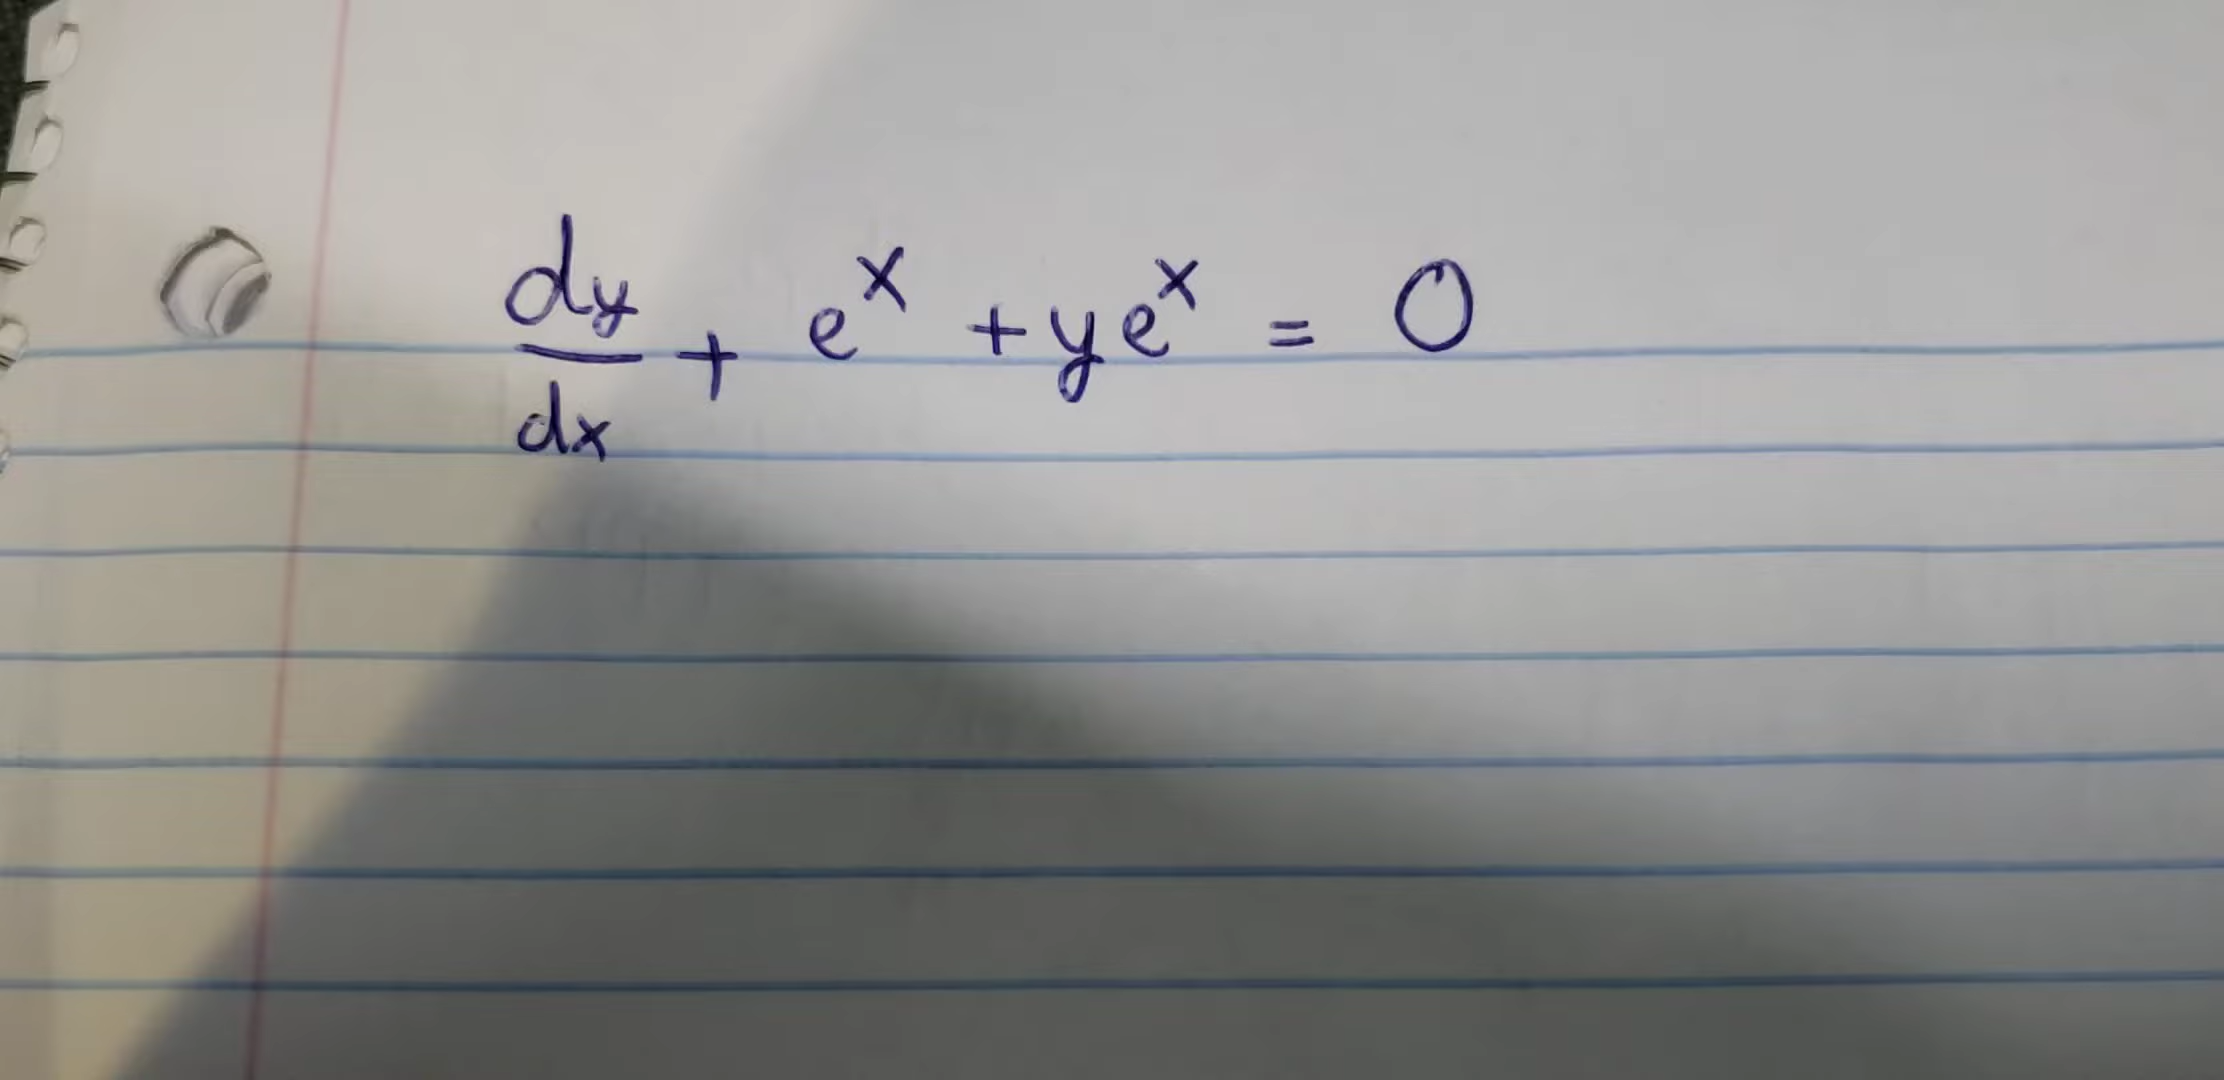 dy/dx + e^x + ye^x = 0